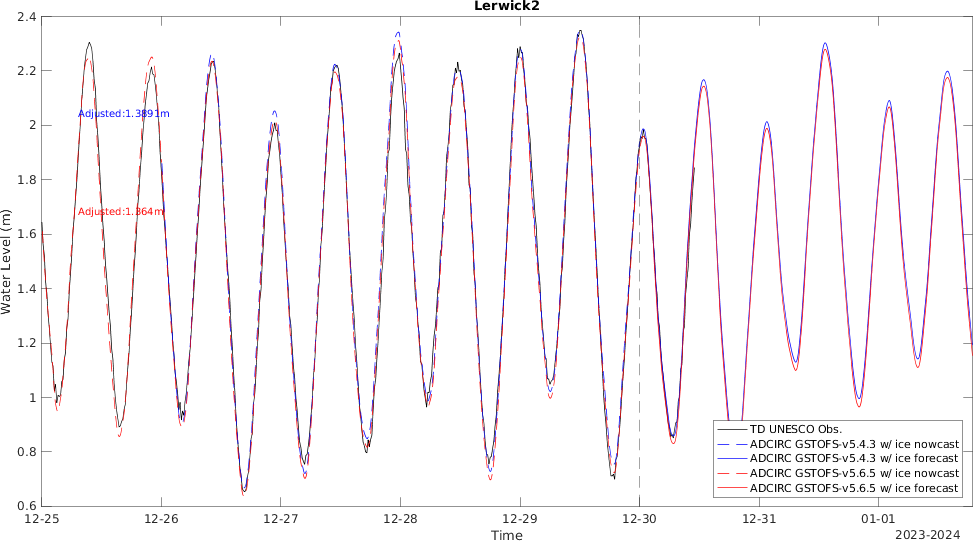 Lerwick2
2.4
2.2
2
1.8
1.6
1.4
1.2
1
0.8
0.6
Water Level (m)
Adjusted:1.3891m
Adjusted:1.364m
TD UNESCO Obs.
ADCIRC GSTOFS-v5.4.3 w/ ice nowcast
ADCIRC GSTOFS-v5.4.3 w/ ice forecast
ADCIRC GSTOFS-v5.6.5 w/ ice nowcast
ADCIRC GSTOFS-v5.6.5 w/ ice forecast
12-25 12-26 12-27 12-28 12-29 12-30 12-31 01-01
Time
2023-2024